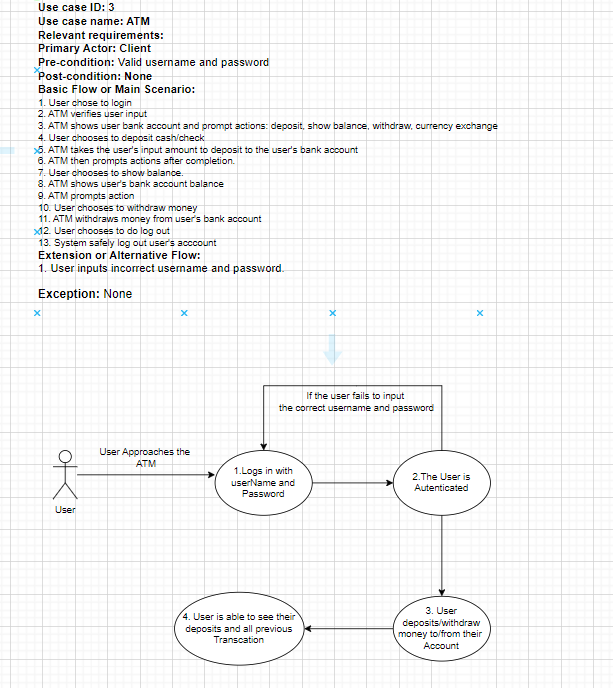 Use case ID: 3
Use case name: ATM
Relevant requirements:
Primary Actor: Client
Pre-condition: Valid username and password
Post-condition: None
Basic Flow or Main Scenario:
1. User chose to login
2. ATM verifies user input
3. ATM shows user bank account and prompt actions: deposit, show balance, withdraw, currency exchange
4. User chooses to deposit cash/check
5. ATM takes the user's input amount to deposit to the user's bank account
6. ATM then prompts actions after completion.
7. User chooses to show balance.
8. ATM shows user's bank account balance
9. ATM prompts action
10. User chooses to withdraw money
11. ATM withdraws money from user's bank account
12. User chooses to do log out
13. System safely log out user's acccount
Extension or Alternative Flow:
1. User inputs incorrect username and password.
Exception: None
If the user fails to input
the correct username and password
User Approaches the
ATM
User
1.Logs in with
userName and
Password
2.The User is
Autenticated
3. User
deposits/withdraw
money to/from their
Account
4. User is able to see their
deposits and all previous
Transcation